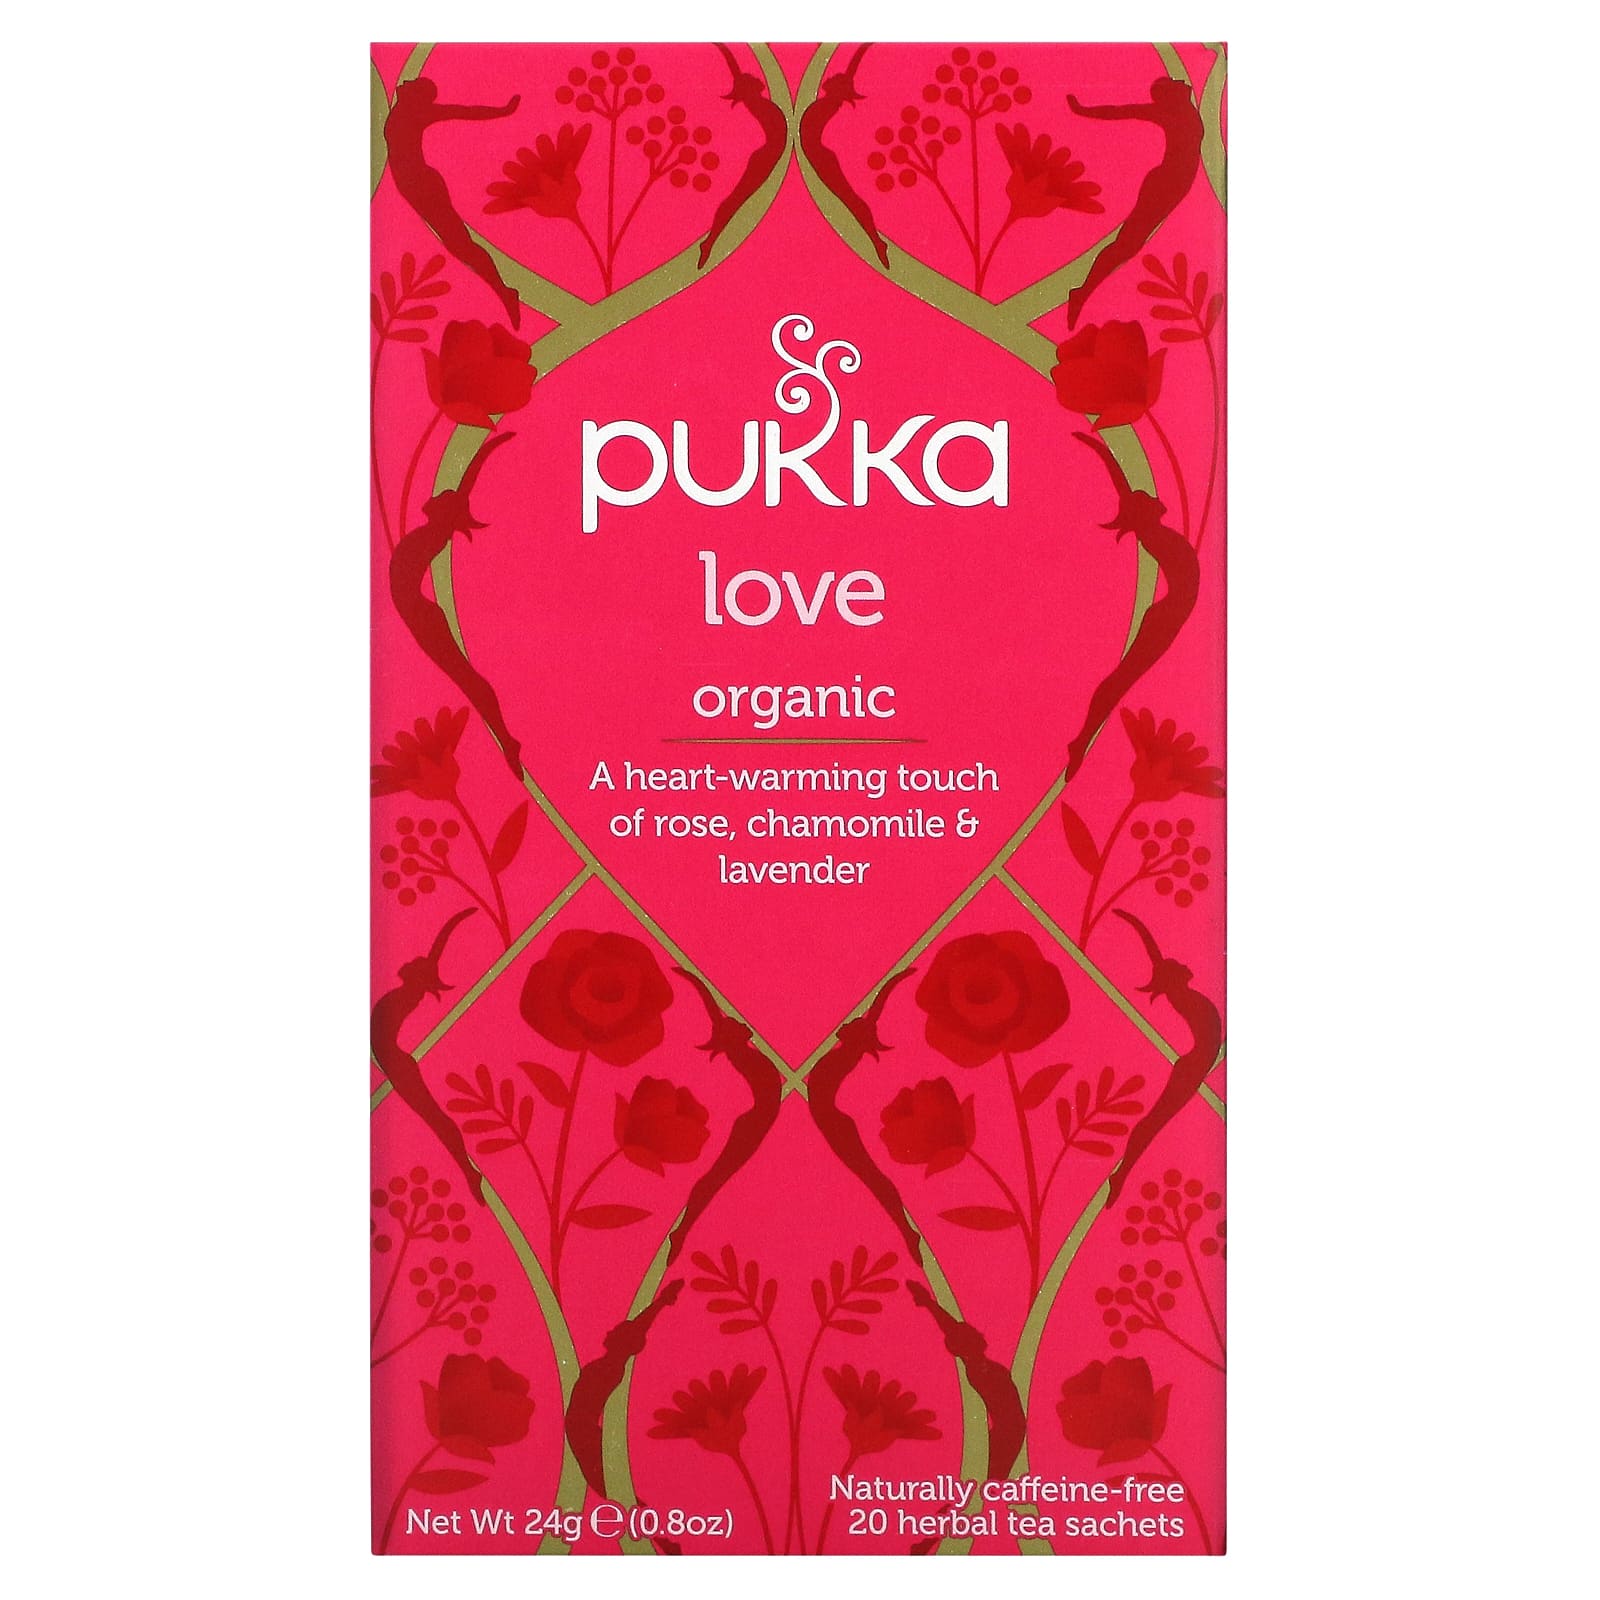 pukka
love
organic
A heart-warming touch
of rose, chamomile &
lavender
Naturally caffeine-free
Net Wt 24g ℮ (0.8oz)
20 herbal tea sachets